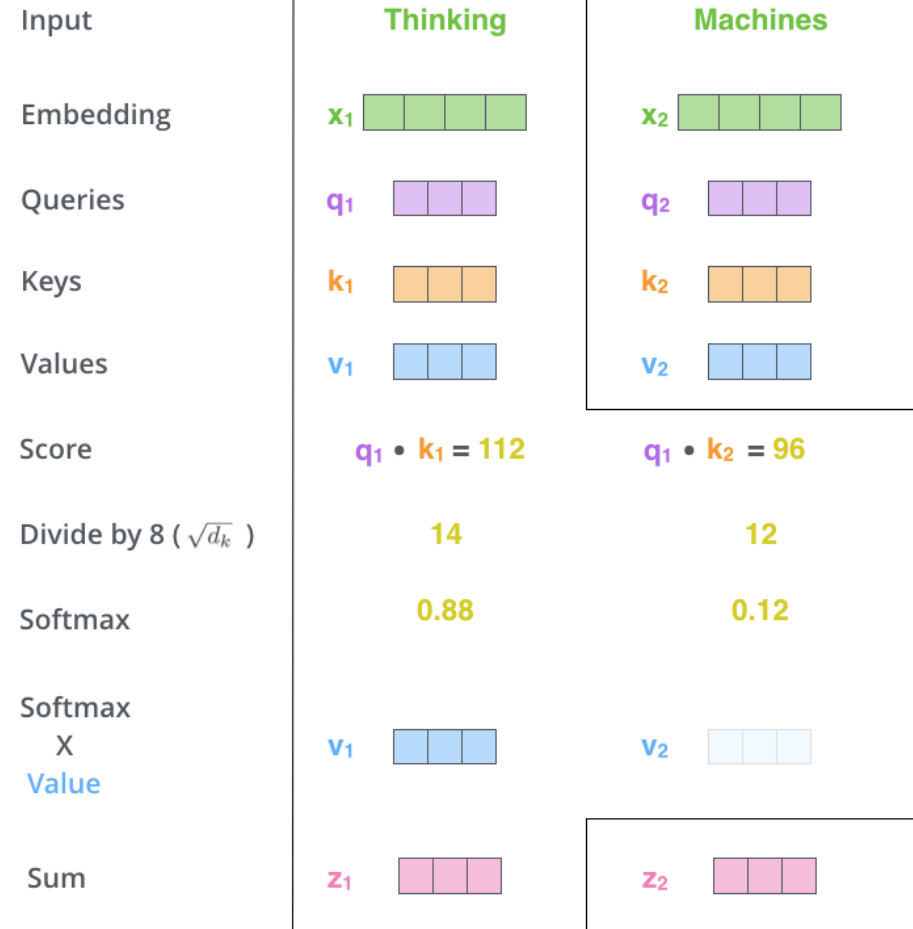 Input Thinking Machines
Embedding x₁ x₂
Queries q₁ q₂
Keys k₁ k₂
Values v₁ v₂
Score q₁ • k₁ = 112 q₁ • k₂ = 96
Divide by 8 ( √dₖ ) 14 12
Softmax 0.88 0.12
Softmax
X v₁ v₂
Value
Sum z₁ z₂